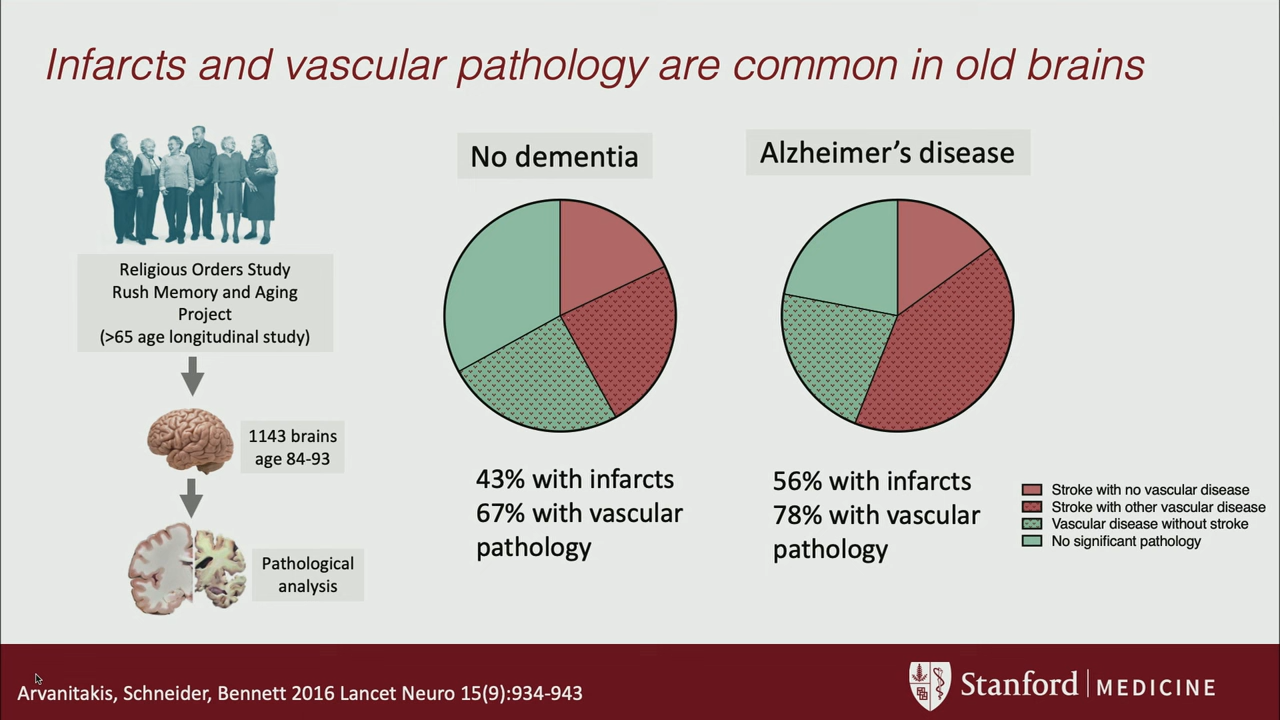 Infarcts and vascular pathology are common in old brains
Religious Orders Study
Rush Memory and Aging
Project
(>65 age longitudinal study)
1143 brains
age 84-93
Pathological
analysis
No dementia
43% with infarcts
67% with vascular
pathology
Alzheimer's disease
56% with infarcts
78% with vascular
pathology
Stroke with no vascular disease
Stroke with other vascular disease
Vascular disease without stroke
No significant pathology
Arvanitakis, Schneider, Bennett 2016 Lancet Neuro 15(9):934-943
Stanford MEDICINE